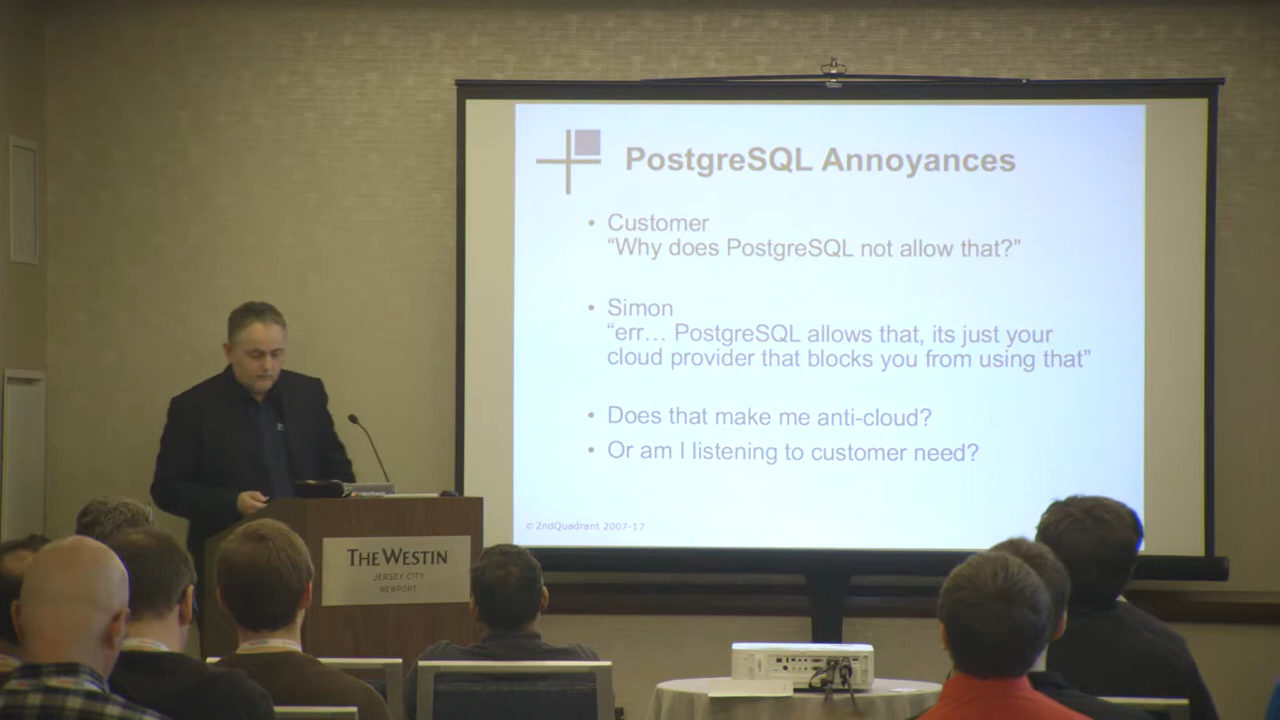 PostgreSQL Annoyances
• Customer
“Why does PostgreSQL not allow that?”
• Simon
“err... PostgreSQL allows that, its just your
cloud provider that blocks you from using that”
• Does that make me anti-cloud?
• Or am I listening to customer need?
© 2ndQuadrant 2007-17
THE WESTIN
JERSEY CITY
NEWPORT